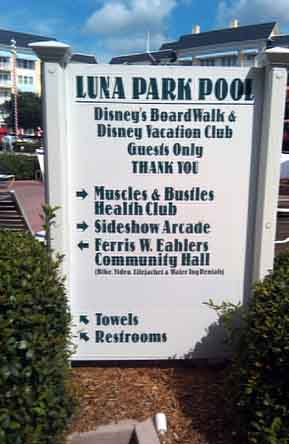 LUNA PARK POOL
Disney's BoardWalk &
Disney Vacation Club
Guests Only
THANK YOU
Muscles & Bustles
Health Club
Sideshow Arcade
Ferris W. Eahlers
Community Hall
(Bike, Video, Lifejacket & Water Toy Rentals)
Towels
Restrooms